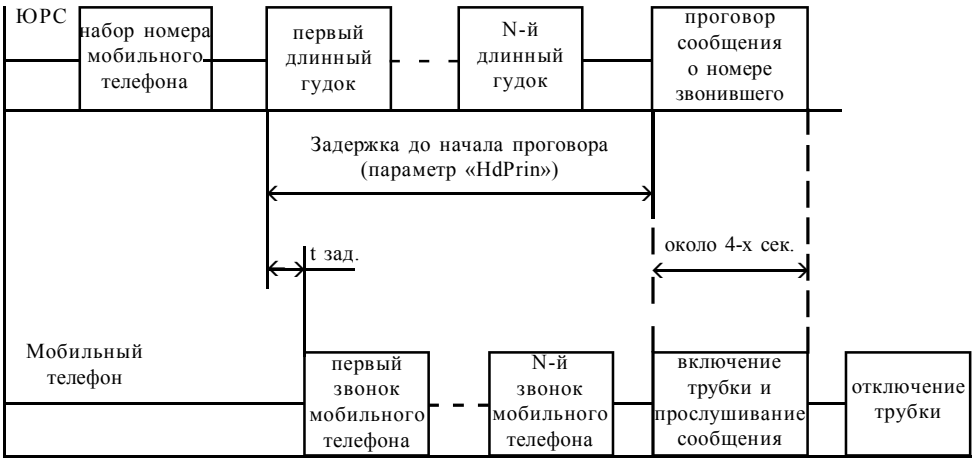 ЮРС
набор номера
мобильного
телефона
первый
длинный
гудок
N-й
длинный
гудок
проговор
сообщения
о номере
звонившего
Задержка до начала проговора
(параметр «HdPrin»)
t зад.
около 4-х сек.
Мобильный
телефон
первый
звонок
мобильного
телефона
N-й
звонок
мобильного
телефона
включение
трубки и
прослушивание
сообщения
отключение
трубки